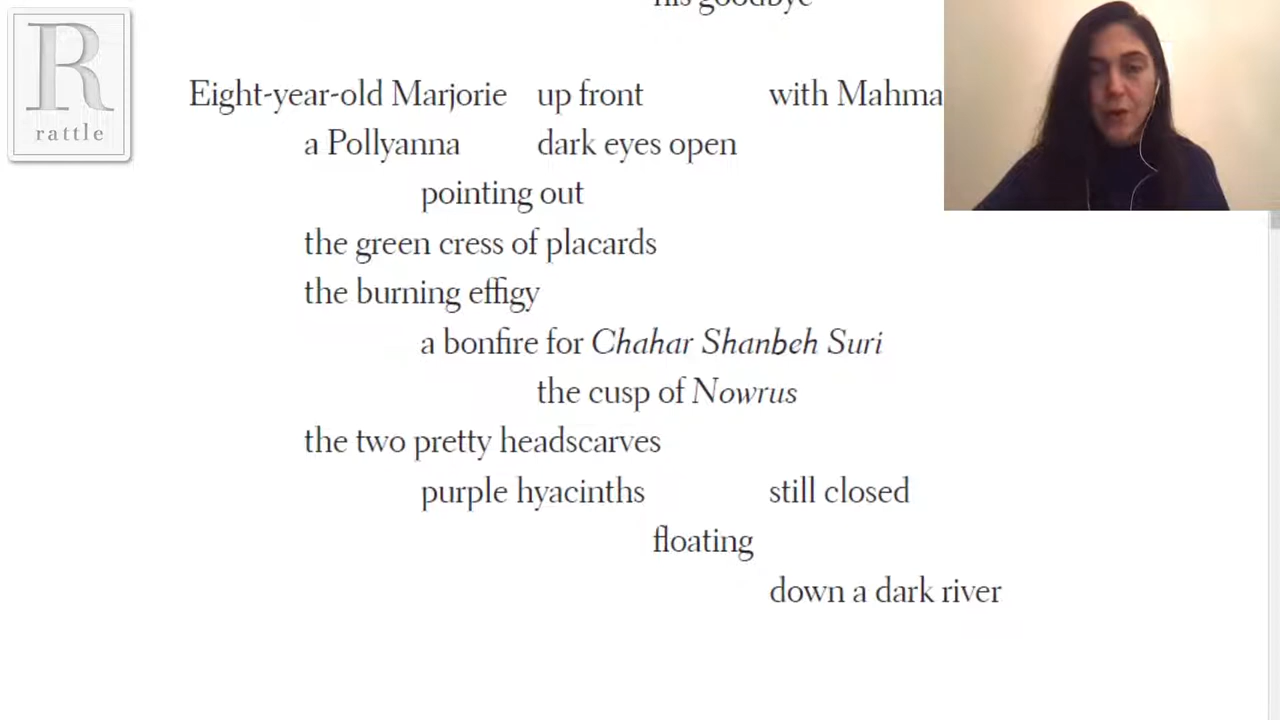 his goodbye
R
rattle
Eight-year-old Marjorie up front with Mahma
a Pollyanna dark eyes open
pointing out
the green cress of placards
the burning effigy
a bonfire for Chahar Shanbeh Suri
the cusp of Nowrus
the two pretty headscarves
purple hyacinths still closed
floating
down a dark river